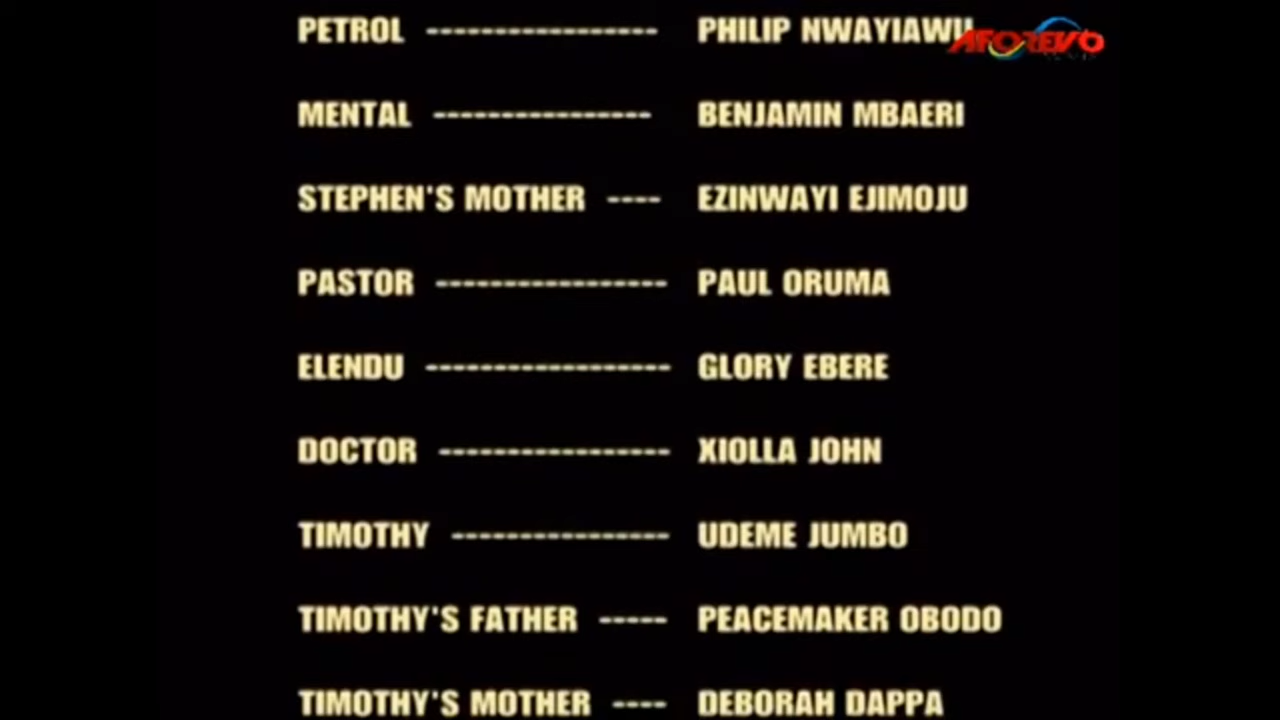 PETROL ----------------- PHILIP NWAYIAWU
AFOREVO
MENTAL ---------------- BENJAMIN MBAERI
STEPHEN'S MOTHER ---- EZINWAYI EJIMOJU
PASTOR ----------------- PAUL ORUMA
ELENDU ------------------ GLORY EBERE
DOCTOR ----------------- XIOLLA JOHN
TIMOTHY ---------------- UDEME JUMBO
TIMOTHY'S FATHER ----- PEACEMAKER OBODO
TIMOTHY'S MOTHER ---- DEBORAH DAPPA